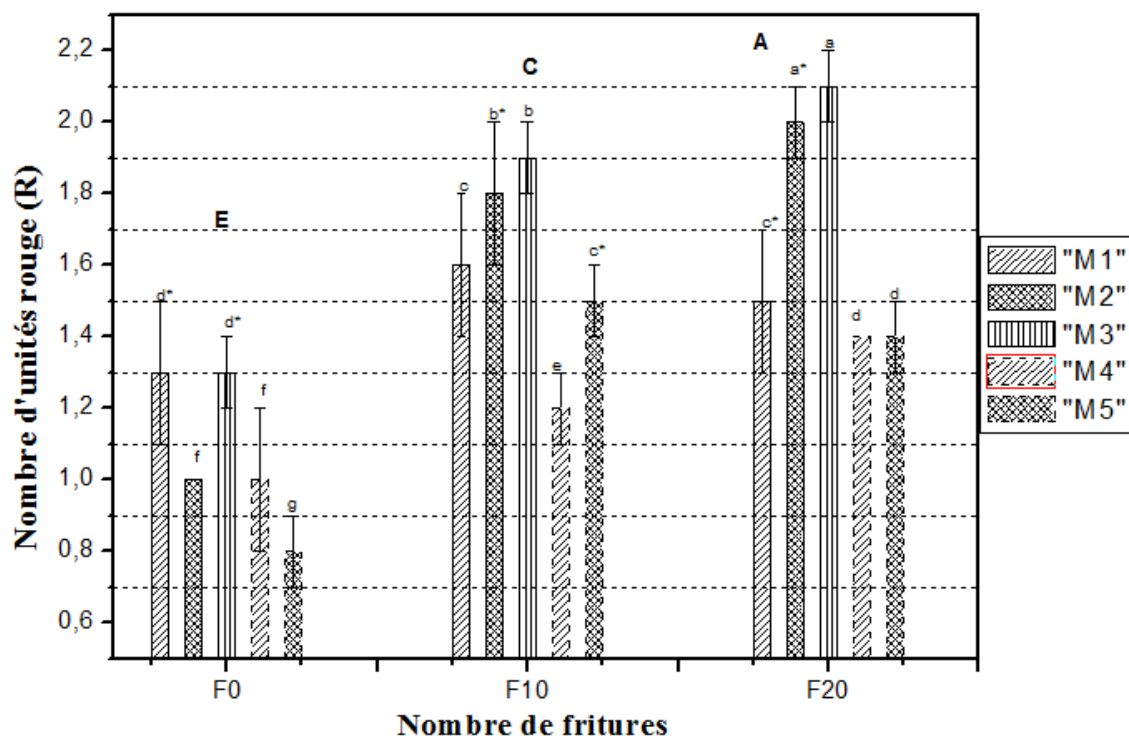 Nombre d'unités rouge (R)
2,2
2,0
1,8
1,6
1,4
1,2
1,0
0,8
0,6
E
C
A
d*
f
d*
f
g
c
b*
b
e
c*
c*
a*
a
d
d
F0
F10
F20
Nombre de fritures
"M1"
"M2"
"M3"
"M4"
"M5"